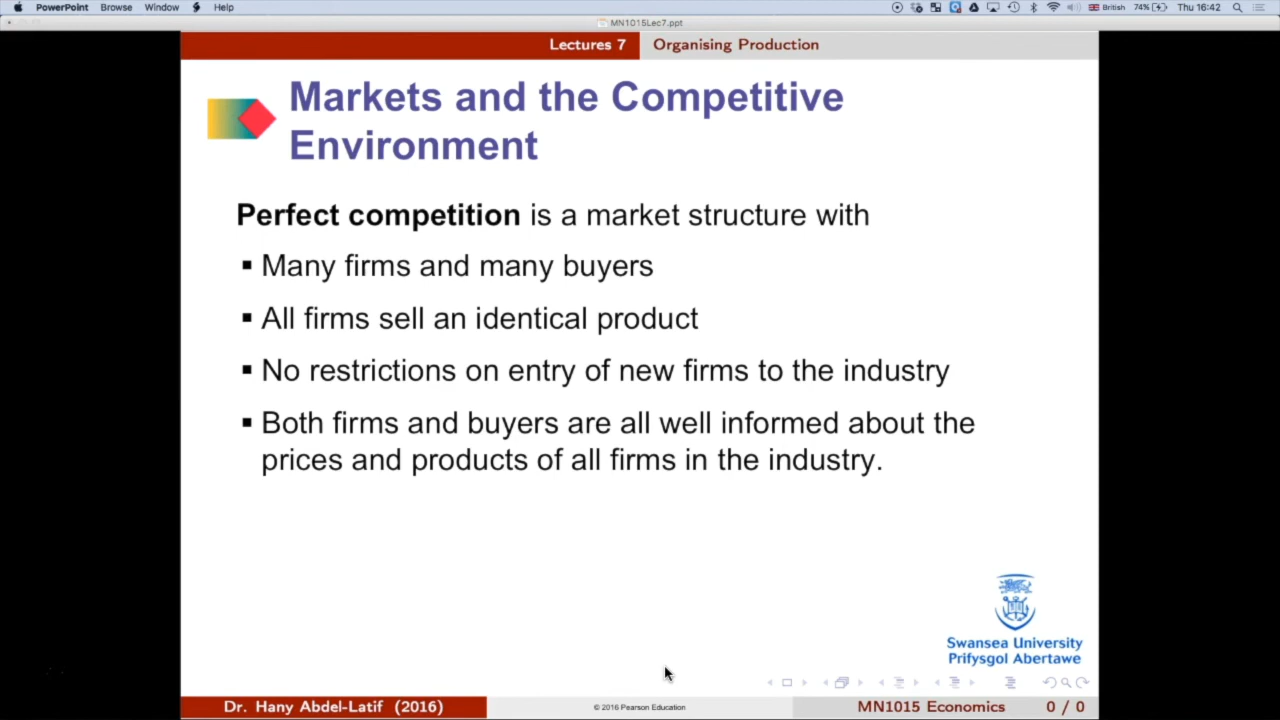 PowerPoint Browse Window Help British 74% Thu 16:42
MN1015Lec7.ppt
Lectures 7 Organising Production
Markets and the Competitive
Environment
Perfect competition is a market structure with
▪ Many firms and many buyers
▪ All firms sell an identical product
▪ No restrictions on entry of new firms to the industry
▪ Both firms and buyers are all well informed about the
prices and products of all firms in the industry.
Swansea University
Prifysgol Abertawe
Dr. Hany Abdel-Latif (2016) © 2016 Pearson Education MN1015 Economics 0 / 0